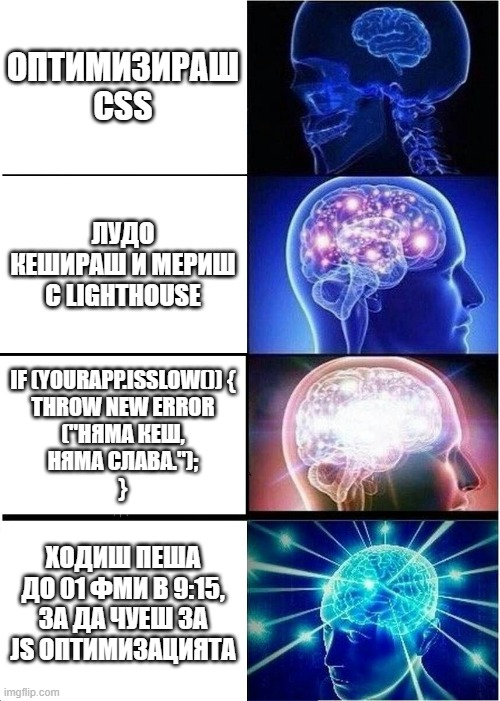 ОПТИМИЗИРАШ
CSS
ЛУДО
КЕШИРАШ И МЕРИШ
С LIGHTHOUSE
IF (YOURAPP.ISSLOW()) {
THROW NEW ERROR
("НЯМА КЕШ,
НЯМА СЛАВА.");
}
ХОДИШ ПЕША
ДО 01 ФМИ В 9:15,
ЗА ДА ЧУЕШ ЗА
JS ОПТИМИЗАЦИЯТА
imgflip.com